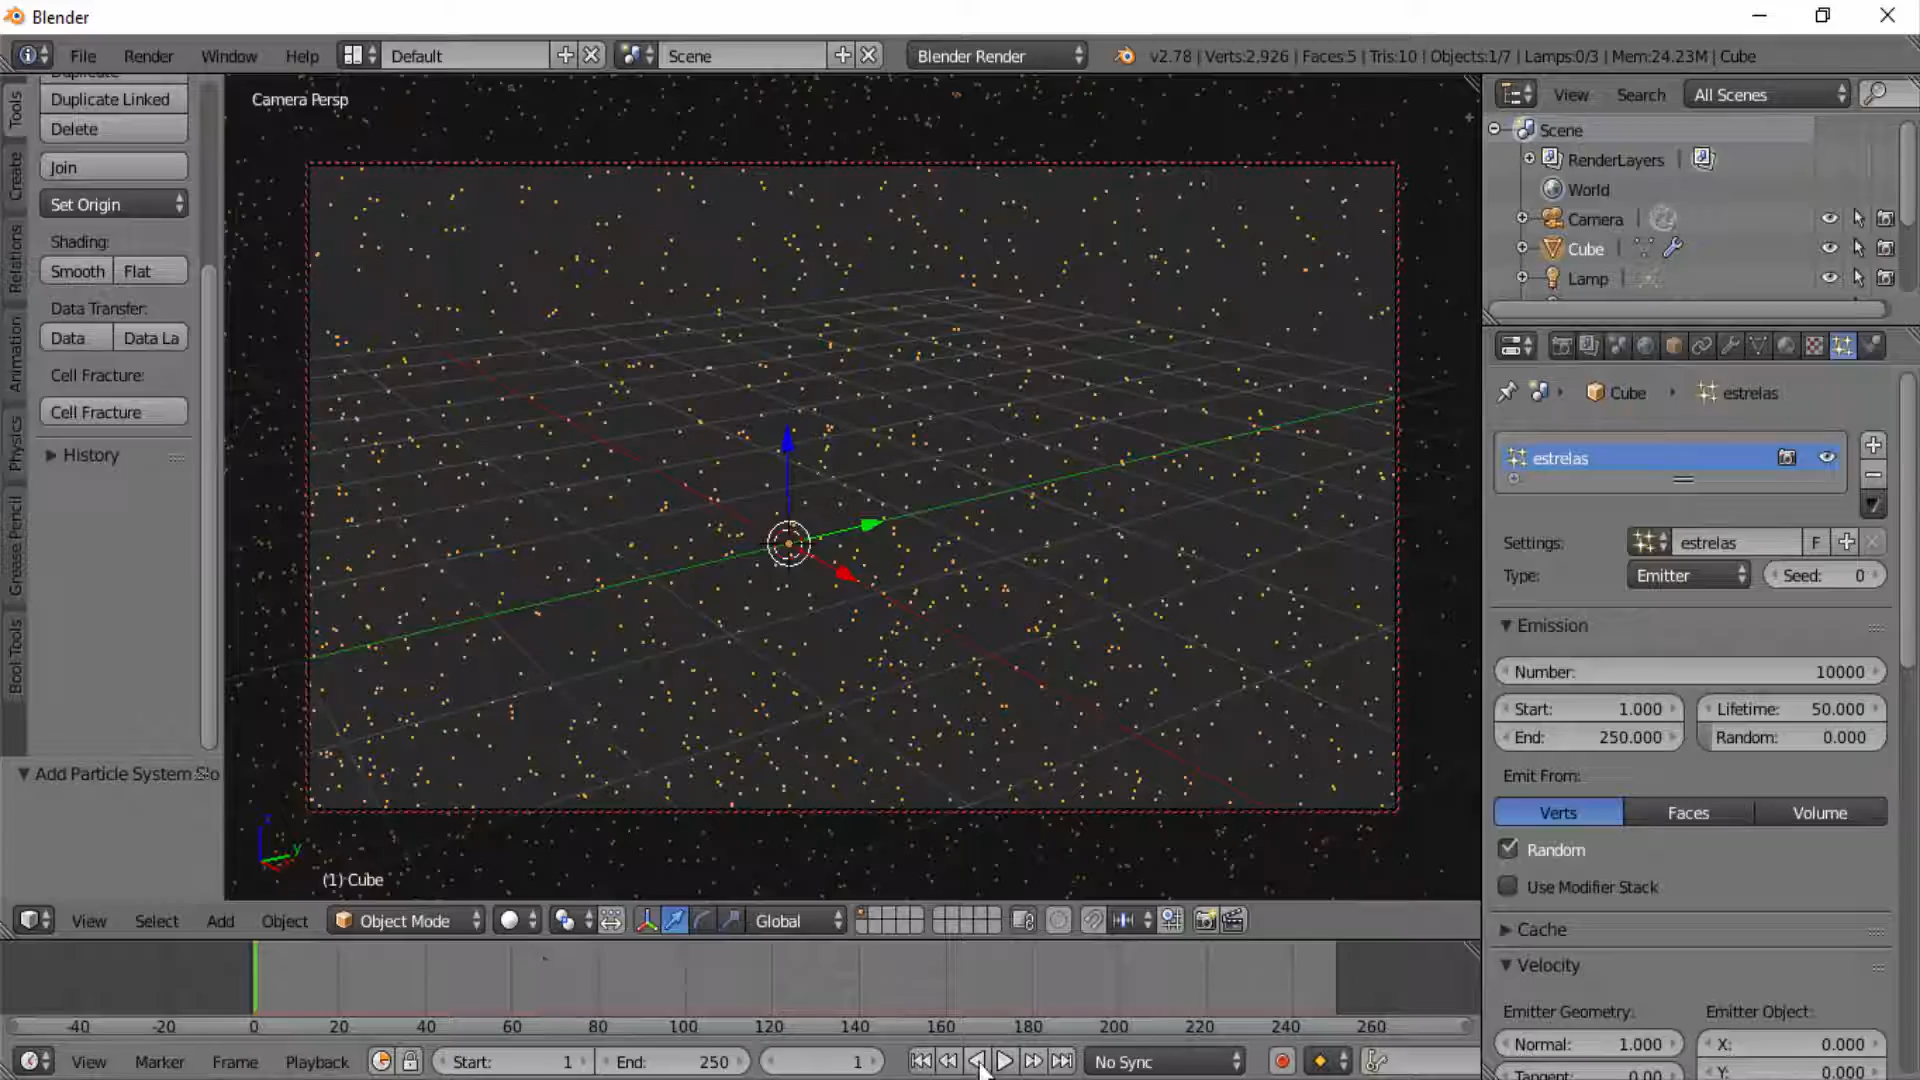 Blender
File Render Window Help Default Scene Blender Render v2.78 | Verts:2,926 | Faces:5 | Tris:10 | Objects:1/7 | Lamps:0/3 | Mem:24.23M | Cube
Duplicate
Duplicate Linked
Delete
Join
Set Origin
Shading:
Smooth Flat
Data Transfer:
Data Data La
Cell Fracture:
Cell Fracture
History
Add Particle System Slo
Tools
Create
Relations
Animation
Physics
Grease Pencil
Bool Tools
Camera Persp
y
(1) Cube
View Select Add Object Object Mode Global
-40 -20 0 20 40 60 80 100 120 140 160 180 200 220 240 260
View Marker Frame Playback Start: 1 End: 250 1 No Sync
View Search All Scenes
Scene
RenderLayers |
World
Camera |
Cube |
Lamp |
Cube estrelas
estrelas
Settings: estrelas F
Type: Emitter Seed: 0
Emission
Number: 10000
Start: 1.000 Lifetime: 50.000
End: 250.000 Random: 0.000
Emit From:
Verts Faces Volume
Random
Use Modifier Stack
Cache
Velocity
Emitter Geometry: Emitter Object:
Normal: 1.000 X: 0.000
Tangent: 0.00 Y: 0.000